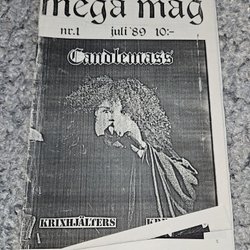 mega mag
nr.1 juli '89 10:-
Candlemass
KRIXHJÄLTERS